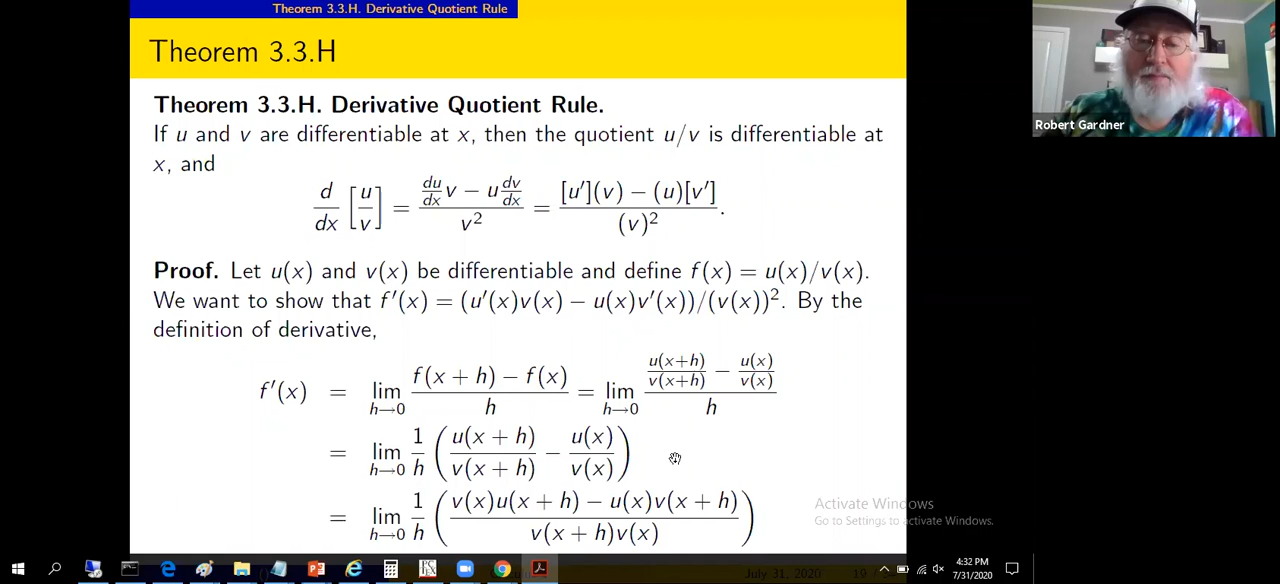 Theorem 3.3.H. Derivative Quotient Rule
Theorem 3.3.H
Theorem 3.3.H. Derivative Quotient Rule.
If u and v are differentiable at x, then the quotient u/v is differentiable at
x, and
d/dx [u/v] = (du/dx v − u dv/dx)/v² = ([u′](v) − (u)[v′])/(v)².
Proof. Let u(x) and v(x) be differentiable and define f(x) = u(x)/v(x).
We want to show that f′(x) = (u′(x)v(x) − u(x)v′(x))/(v(x))². By the
definition of derivative,
f′(x) = lim h→0 (f(x + h) − f(x))/h = lim h→0 (u(x+h)/v(x+h) − u(x)/v(x))/h
= lim h→0 1/h (u(x + h)/v(x + h) − u(x)/v(x))
= lim h→0 1/h ((v(x)u(x + h) − u(x)v(x + h))/(v(x + h)v(x)))
Robert Gardner
Activate Windows
Go to Settings to activate Windows.
July 31, 2020
4:32 PM
7/31/2020